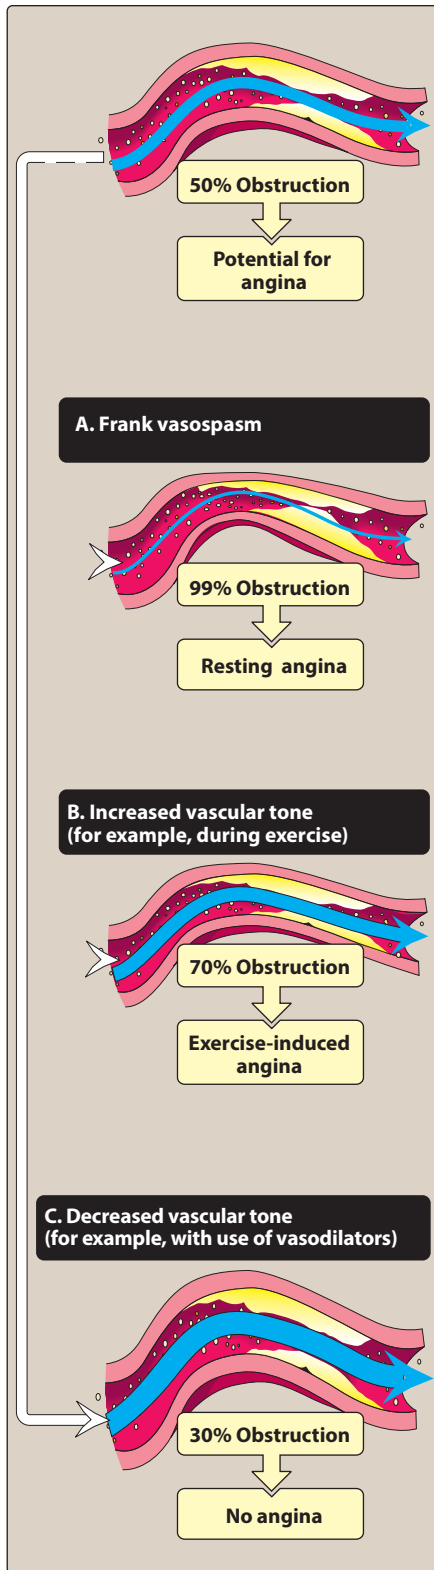 50% Obstruction
Potential for
angina
A. Frank vasospasm
99% Obstruction
Resting angina
B. Increased vascular tone
(for example, during exercise)
70% Obstruction
Exercise-induced
angina
C. Decreased vascular tone
(for example, with use of vasodilators)
30% Obstruction
No angina